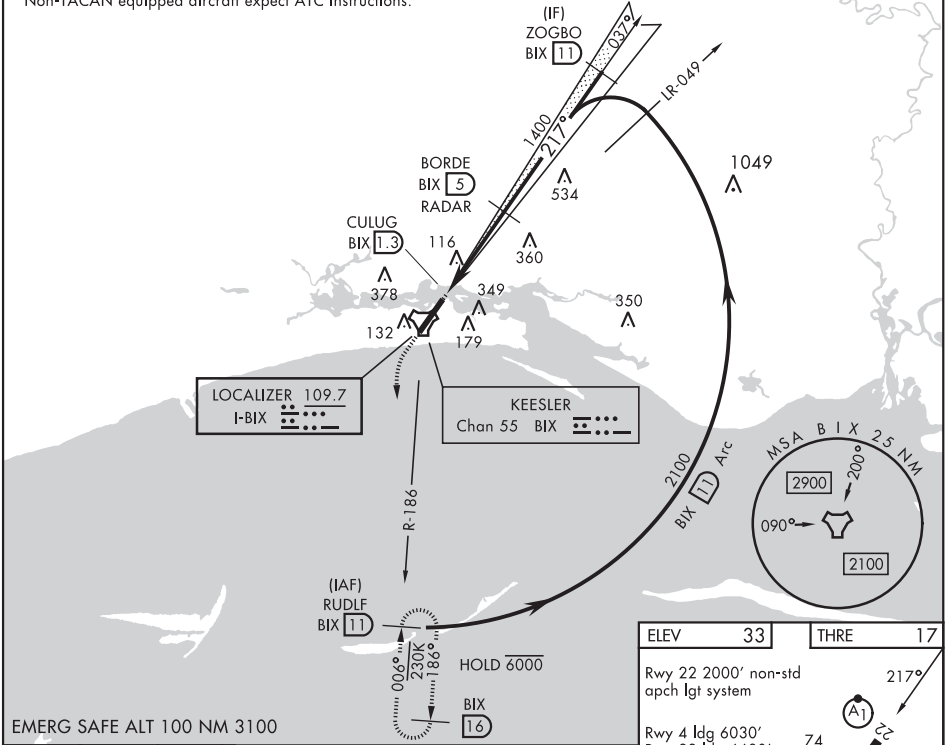 Non-TACAN equipped aircraft expect ATC instructions.
(IF)
ZOGBO
BIX 11
037°
LR-049
1400
217°
BORDE
BIX 5
RADAR
534
1049
CULUG
BIX 1.3
116
360
378
349
350
132
179
LOCALIZER 109.7
I-BIX
KEESLER
Chan 55 BIX
MSA BIX 25 NM
200°
2900
090°
2100
2100
BIX 11 Arc
R-186
(IAF)
RUDLF
BIX 11
006°
230K
186°
HOLD 6000
BIX
16
EMERG SAFE ALT 100 NM 3100
ELEV 33
THRE 17
Rwy 22 2000' non-std
apch lgt system
217°
A1
22
Rwy 4 ldg 6030'
74